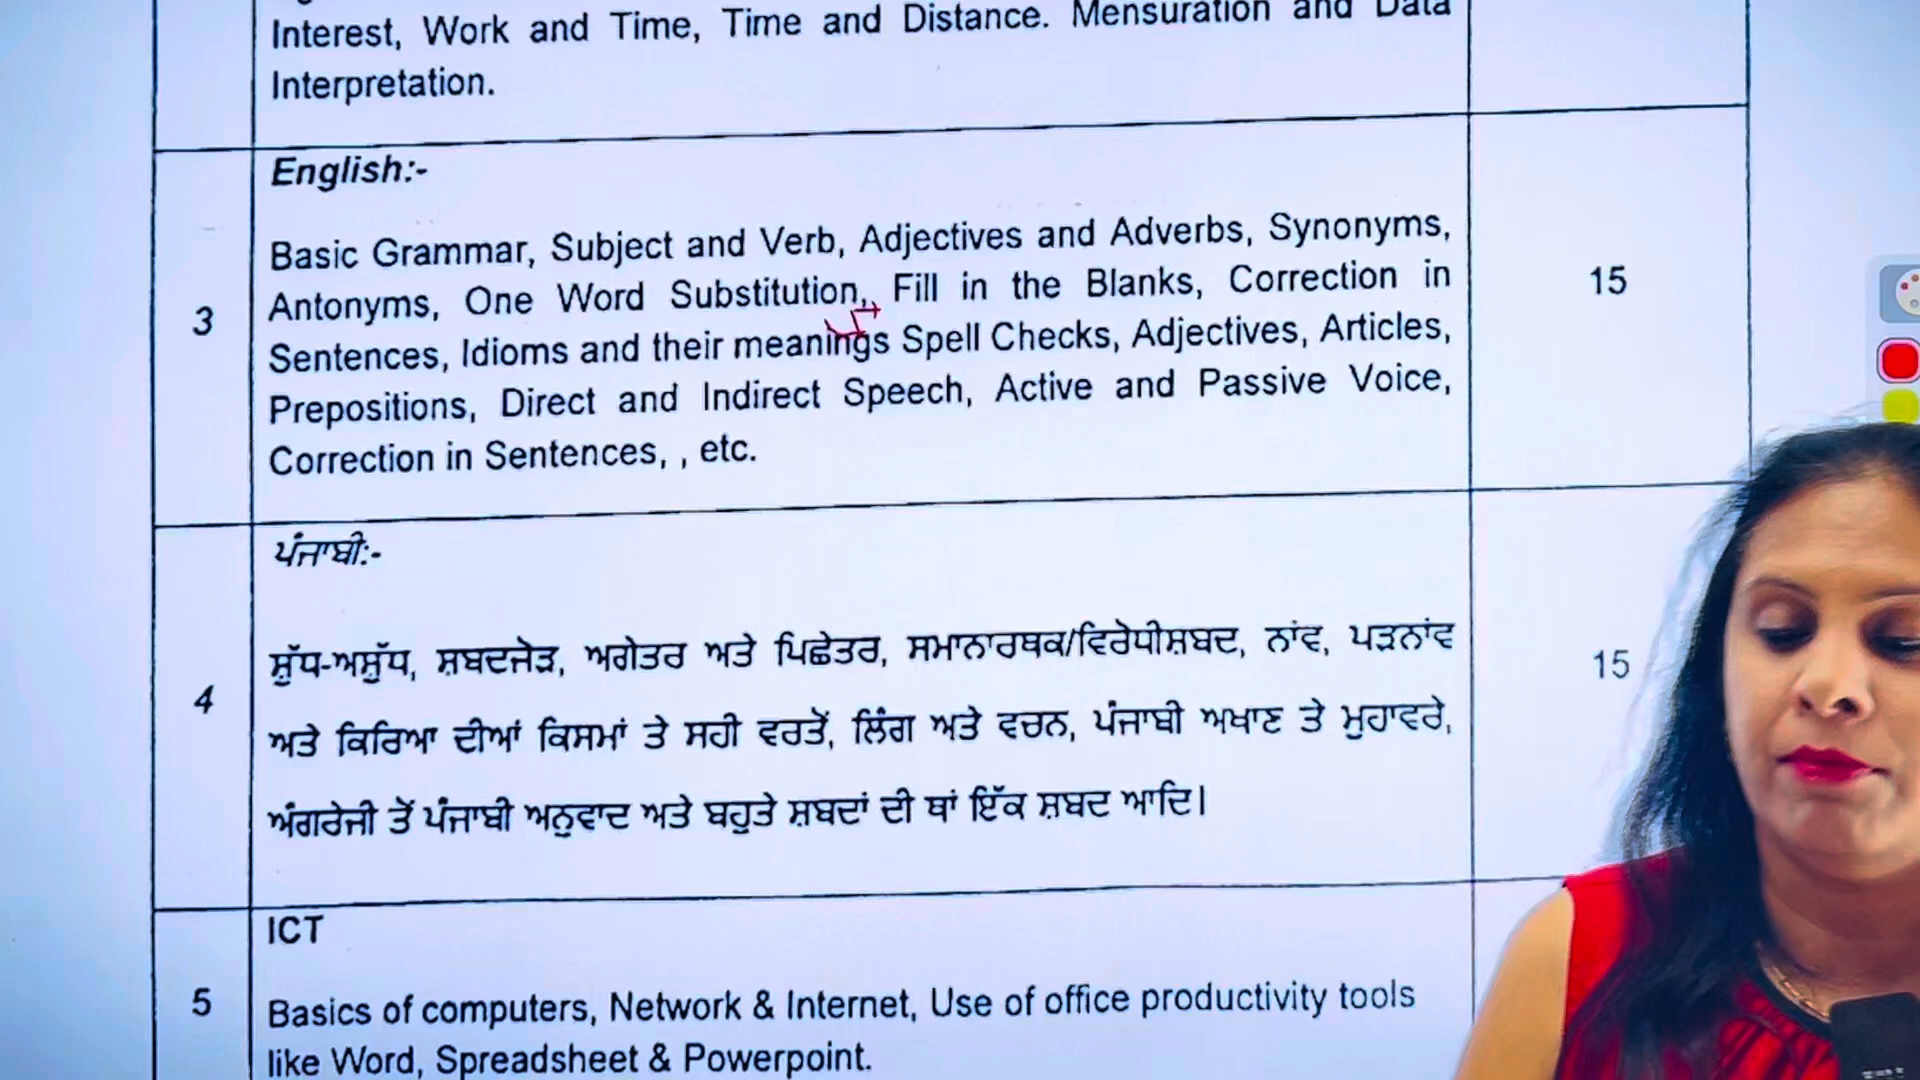 Interest, Work and Time, Time and Distance. Mensuration and Data
Interpretation.
English:-
Basic Grammar, Subject and Verb, Adjectives and Adverbs, Synonyms,
Antonyms, One Word Substitution,, Fill in the Blanks, Correction in
Sentences, Idioms and their meanings Spell Checks, Adjectives, Articles,
Prepositions, Direct and Indirect Speech, Active and Passive Voice,
Correction in Sentences, , etc.
3
15
ਪੰਜਾਬੀ:-
ਸ਼ੁੱਧ-ਅਸ਼ੁੱਧ, ਸ਼ਬਦਜੋੜ, ਅਗੇਤਰ ਅਤੇ ਪਿਛੇਤਰ, ਸਮਾਨਾਰਥਕ/ਵਿਰੋਧੀਸ਼ਬਦ, ਨਾਂਵ, ਪੜਨਾਂਵ
ਅਤੇ ਕਿਰਿਆ ਦੀਆਂ ਕਿਸਮਾਂ ਤੇ ਸਹੀ ਵਰਤੋਂ, ਲਿੰਗ ਅਤੇ ਵਚਨ, ਪੰਜਾਬੀ ਅਖਾਣ ਤੇ ਮੁਹਾਵਰੇ,
ਅੰਗਰੇਜੀ ਤੋਂ ਪੰਜਾਬੀ ਅਨੁਵਾਦ ਅਤੇ ਬਹੁਤੇ ਸ਼ਬਦਾਂ ਦੀ ਥਾਂ ਇੱਕ ਸ਼ਬਦ ਆਦਿ।
4
15
ICT
5
Basics of computers, Network & Internet, Use of office productivity tools
like Word, Spreadsheet & Powerpoint.